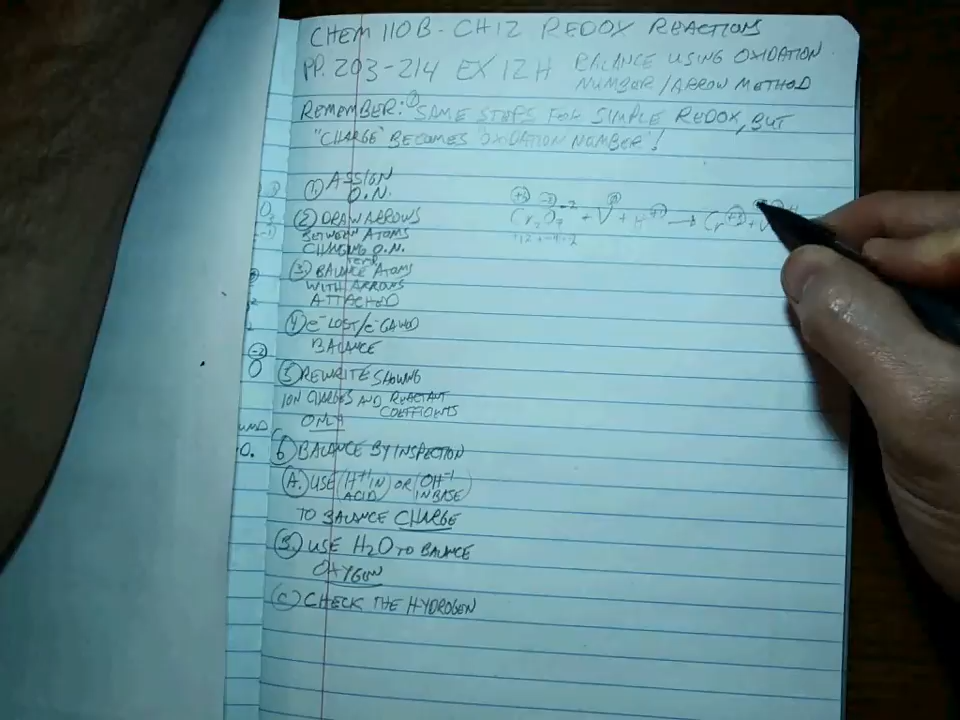 CHEM 110B - CH12 REDOX REACTIONS
PP. 203-214 EX 12H BALANCE USING OXIDATION
NUMBER/ARROW METHOD
REMEMBER: ① SAME STEPS FOR SIMPLE REDOX, BUT
"CHARGE" BECOMES "OXIDATION NUMBER"!
① ASSIGN
O.N.
② DRAW ARROWS
BETWEEN ATOMS
CHANGING O.N.
③ TEMP. BALANCE ATOMS
WITH ARROWS
ATTACHED
④ e⁻ LOST/e⁻ GAINED
BALANCE
⑤ REWRITE SHOWING
ION CHARGES AND REACTANT
COEFFICIENTS
ONLY
⑥ BALANCE BY INSPECTION
Ⓐ USE (H⁺¹ IN ACID) OR (OH⁻¹ IN BASE)
TO BALANCE CHARGE
Ⓑ USE H₂O TO BALANCE
OXYGEN
Ⓒ CHECK THE HYDROGEN
Cr₂O₇⁻² + V + H → Cr + V